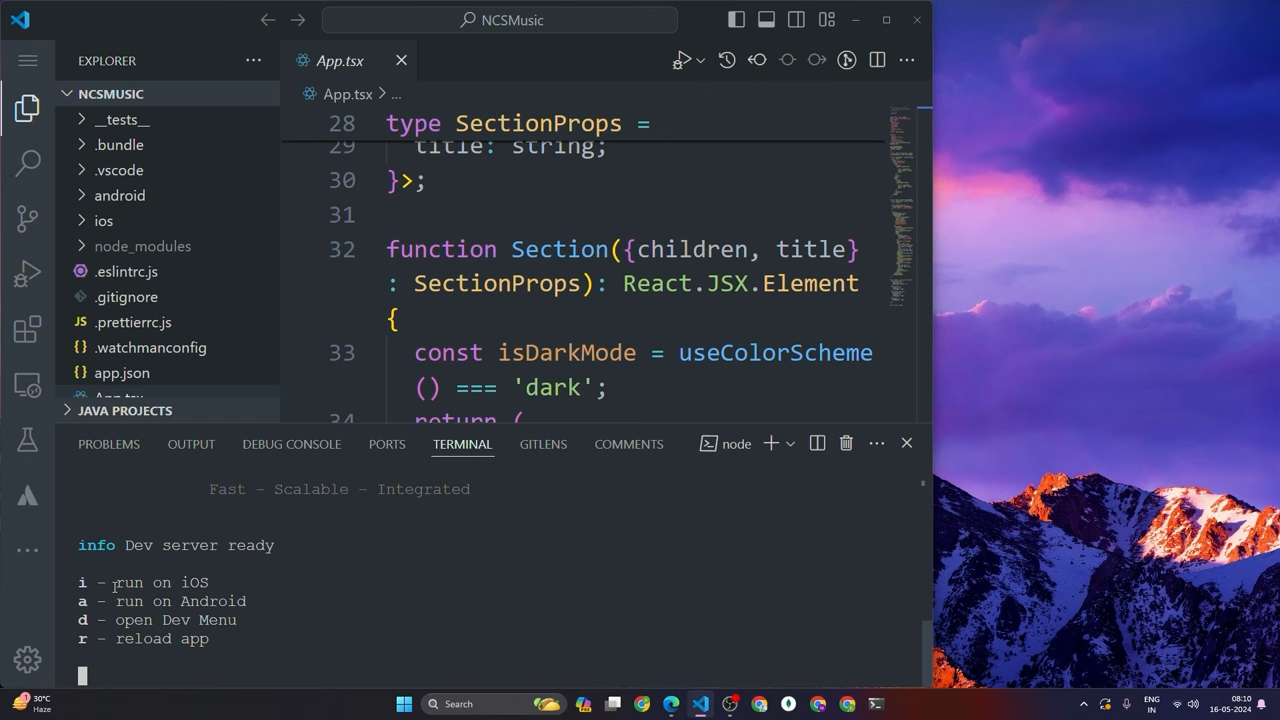 NCSMusic
EXPLORER
App.tsx
NCSMUSIC
App.tsx > ...
__tests__
.bundle
.vscode
android
ios
node_modules
.eslintrc.js
.gitignore
JS .prettierrc.js
{} .watchmanconfig
{} app.json
App.tsx
JAVA PROJECTS
28 type SectionProps =
29 title: string;
30 }>;
31
32 function Section({children, title}
: SectionProps): React.JSX.Element
{
33 const isDarkMode = useColorScheme
() === 'dark';
34 return (
PROBLEMS OUTPUT DEBUG CONSOLE PORTS TERMINAL GITLENS COMMENTS node
Fast - Scalable - Integrated
info Dev server ready
i - run on iOS
a - run on Android
d - open Dev Menu
r - reload app
1
30°C
Haze
Search
ENG
IN
08:10
16-05-2024